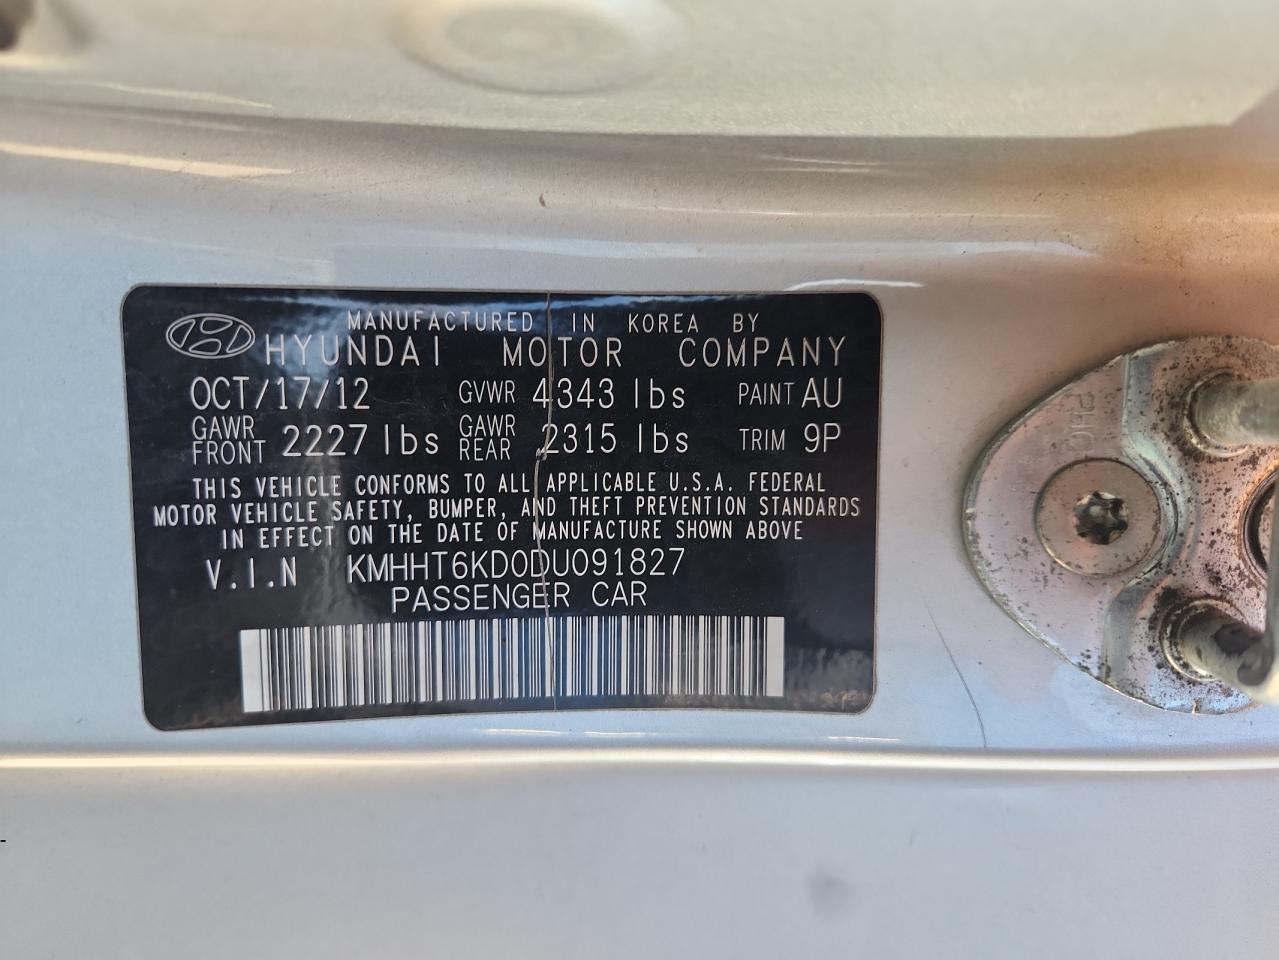 MANUFACTURED IN KOREA BY
HYUNDAI MOTOR COMPANY
OCT/17/12 GVWR 4343 lbs PAINT AU
GAWR FRONT 2227 lbs GAWR REAR 2315 lbs TRIM 9P
THIS VEHICLE CONFORMS TO ALL APPLICABLE U.S.A. FEDERAL
MOTOR VEHICLE SAFETY, BUMPER, AND THEFT PREVENTION STANDARDS
IN EFFECT ON THE DATE OF MANUFACTURE SHOWN ABOVE
V.I.N KMHHT6KD0DU091827
PASSENGER CAR